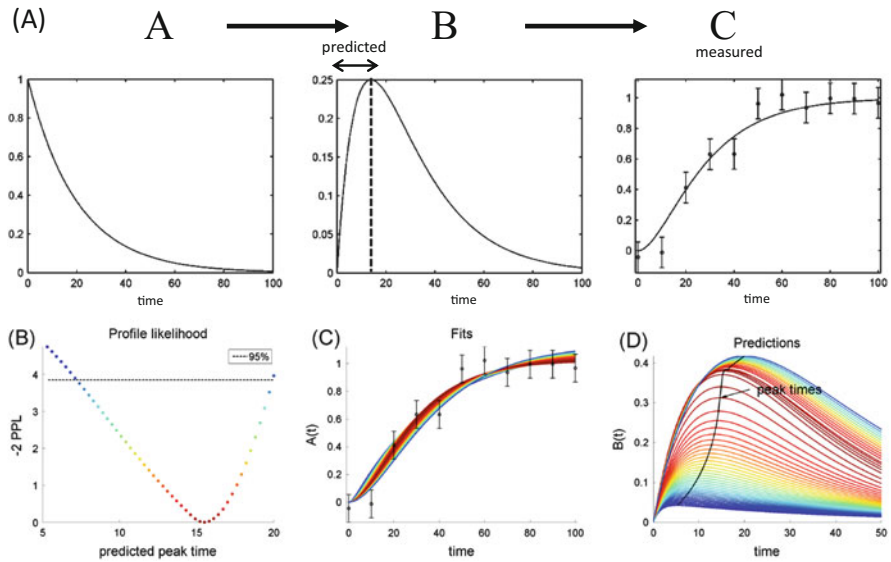 (A)
A B C
predicted
measured
1
0.8
0.6
0.4
0.2
0
0 20 40 60 80 100
time
0.25
0.2
0.15
0.1
0.05
0
0 20 40 60 80 100
time
1
0.8
0.6
0.4
0.2
0
0 20 40 60 80 100
time
(B) Profile likelihood
95%
-2 PPL
4
3
2
1
0
5 10 15 20
predicted peak time
(C) Fits
A(t)
1
0.8
0.6
0.4
0.2
0
0 20 40 60 80 100
time
(D) Predictions
peak times
B(t)
0.4
0.3
0.2
0.1
0
0 10 20 30 40 50
time